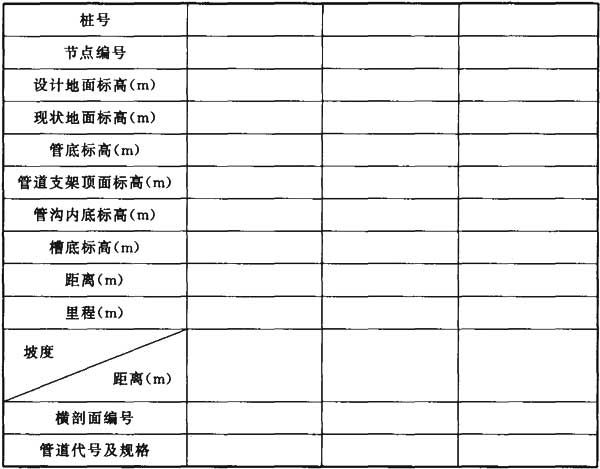 桩号
节点编号
设计地面标高(m)
现状地面标高(m)
管底标高(m)
管道支架顶面标高(m)
管沟内底标高(m)
槽底标高(m)
距离(m)
里程(m)
坡度
距离(m)
横剖面编号
管道代号及规格